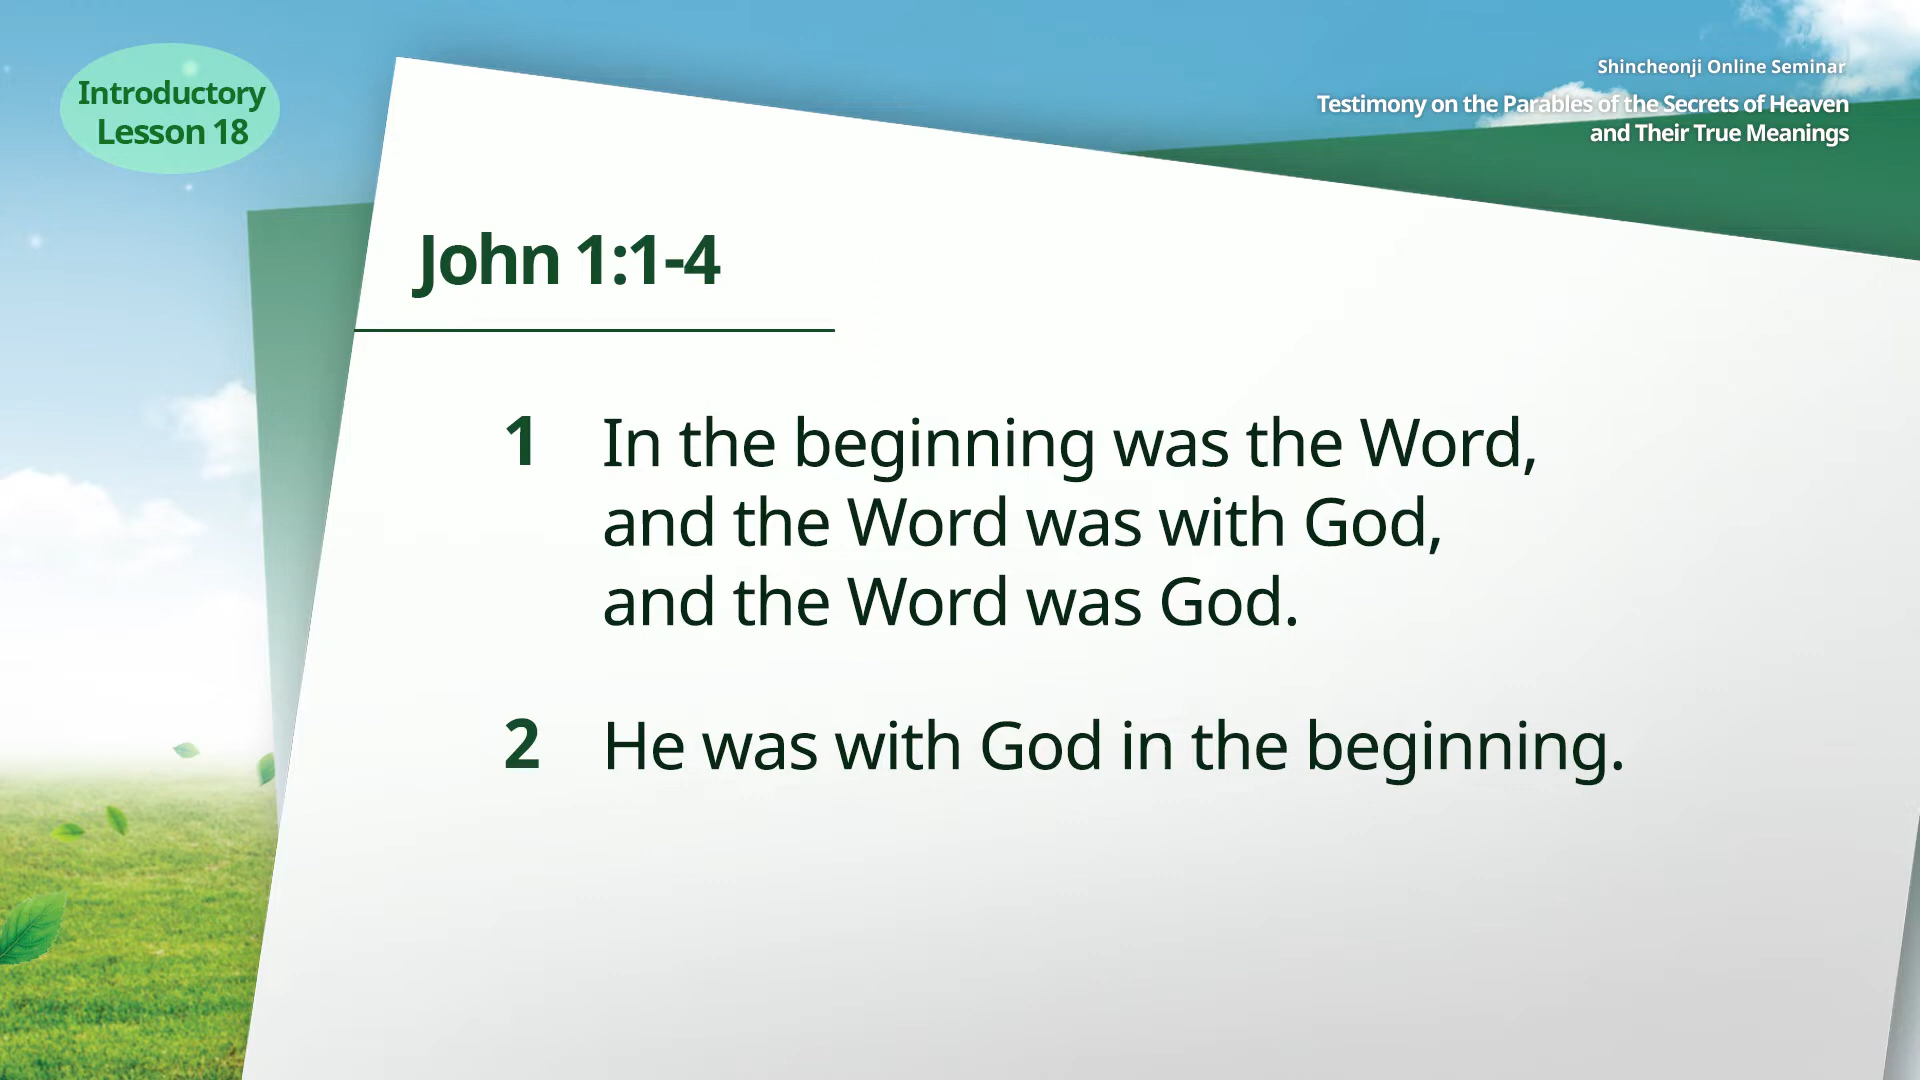 Introductory
Lesson 18
Shincheonji Online Seminar
Testimony on the Parables of the Secrets of Heaven
and Their True Meanings
John 1:1-4
1 In the beginning was the Word,
and the Word was with God,
and the Word was God.
2 He was with God in the beginning.